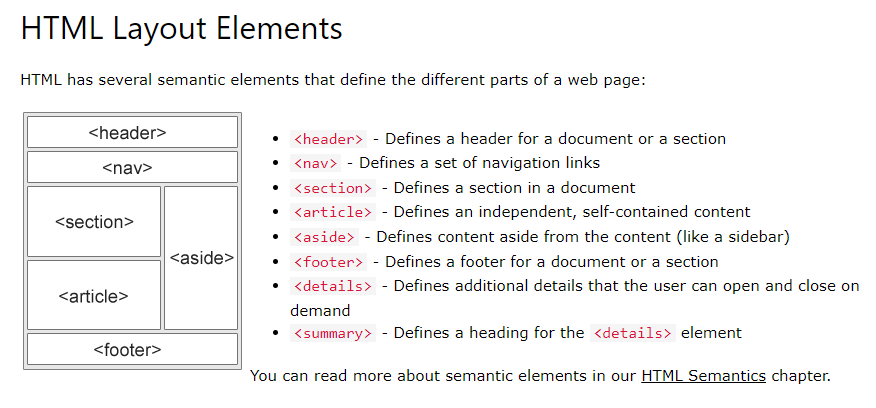 HTML Layout Elements
HTML has several semantic elements that define the different parts of a web page:
<header>
<nav>
<section>
<aside>
<article>
<footer>
<header> - Defines a header for a document or a section
<nav> - Defines a set of navigation links
<section> - Defines a section in a document
<article> - Defines an independent, self-contained content
<aside> - Defines content aside from the content (like a sidebar)
<footer> - Defines a footer for a document or a section
<details> - Defines additional details that the user can open and close on
demand
<summary> - Defines a heading for the <details> element
You can read more about semantic elements in our HTML Semantics chapter.